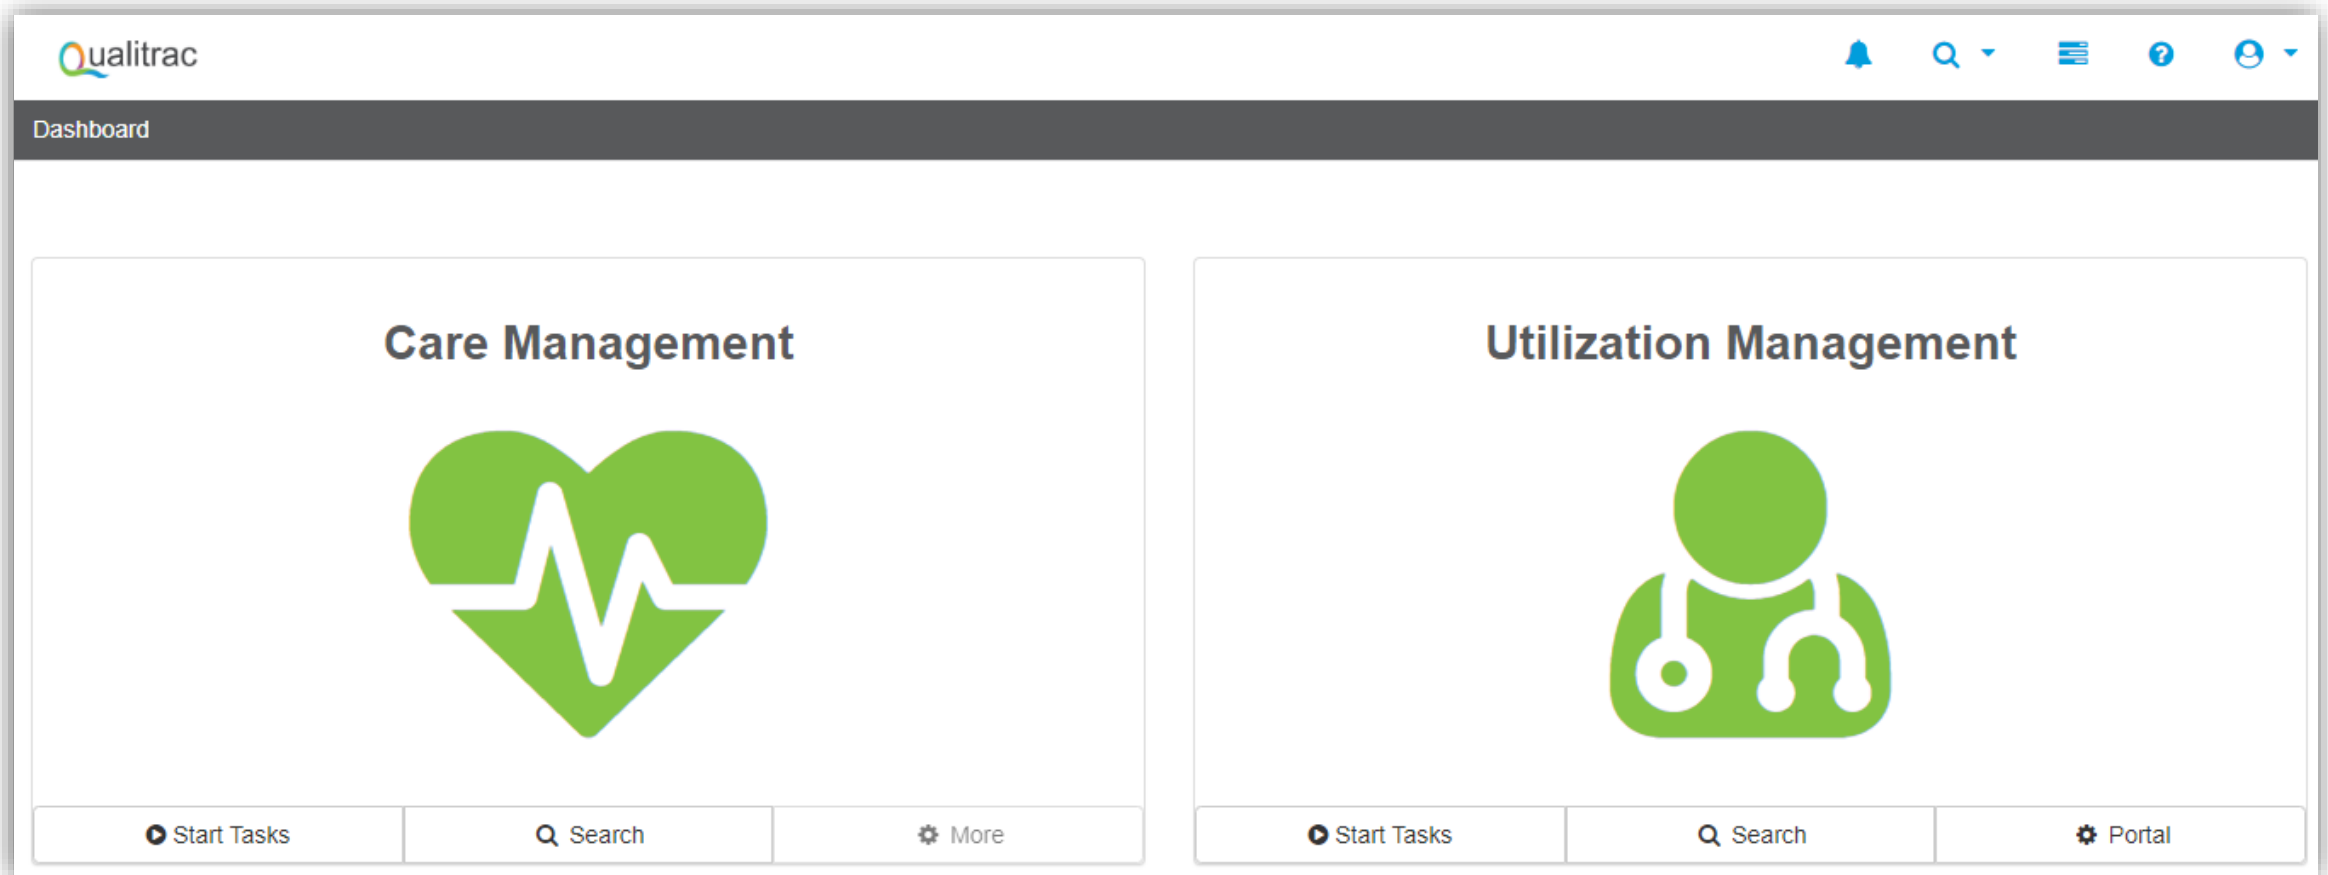 Qualitrac
Dashboard
Care Management
Start Tasks
Search
More
Utilization Management
Start Tasks
Search
Portal